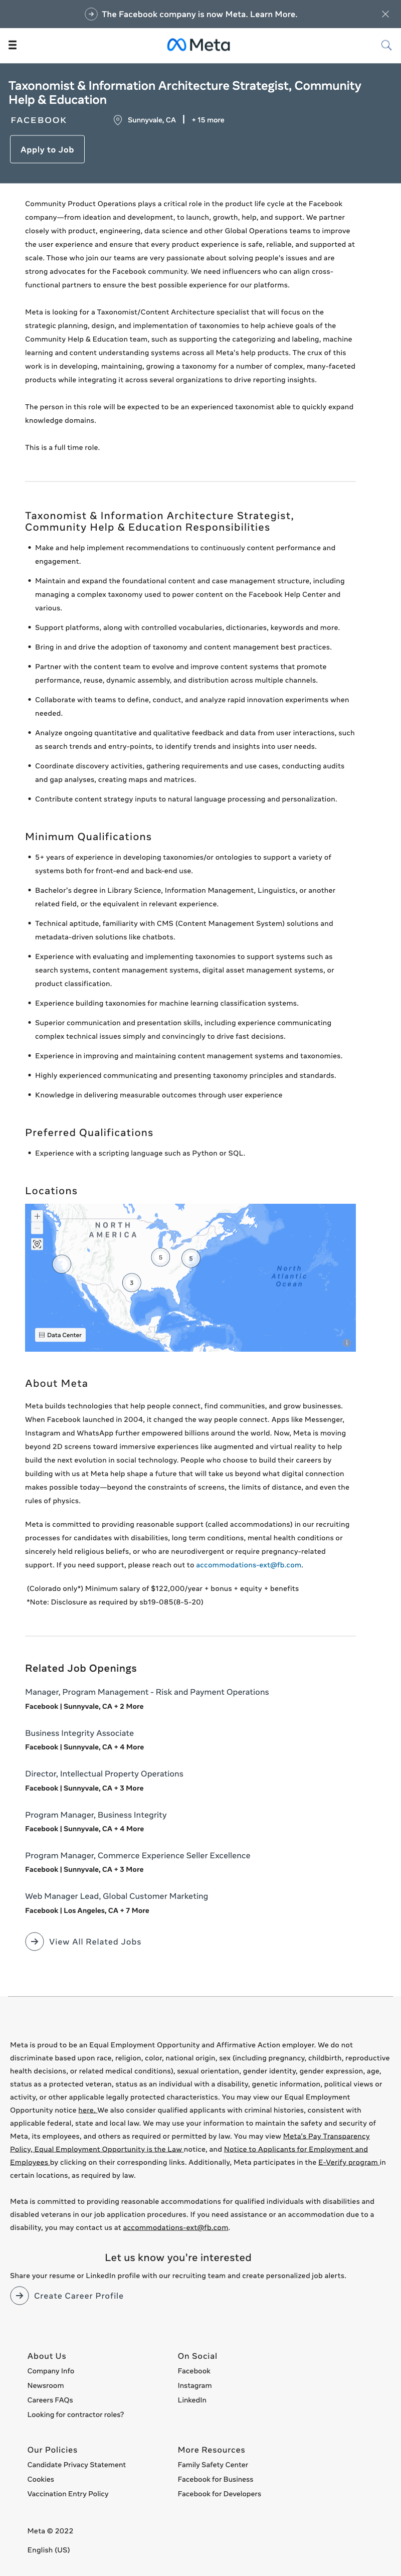 The Facebook company is now Meta. Learn More.
Meta
Taxonomist & Information Architecture Strategist, Community
Help & Education
FACEBOOK
Sunnyvale, CA | + 15 more
Apply to Job
Community Product Operations plays a critical role in the product life cycle at the Facebook
company—from ideation and development, to launch, growth, help, and support. We partner
closely with product, engineering, data science and other Global Operations teams to improve
the user experience and ensure that every product experience is safe, reliable, and supported at
scale. Those who join our teams are very passionate about solving people's issues and are
strong advocates for the Facebook community. We need influencers who can align cross-
functional partners to ensure the best possible experience for our platforms.
Meta is looking for a Taxonomist/Content Architecture specialist that will focus on the
strategic planning, design, and implementation of taxonomies to help achieve goals of the
Community Help & Education team, such as supporting the categorizing and labeling, machine
learning and content understanding systems across all Meta's help products. The crux of this
work is in developing, maintaining, growing a taxonomy for a number of complex, many-faceted
products while integrating it across several organizations to drive reporting insights.
The person in this role will be expected to be an experienced taxonomist able to quickly expand
knowledge domains.
This is a full time role.
Taxonomist & Information Architecture Strategist,
Community Help & Education Responsibilities
• Make and help implement recommendations to continuously content performance and
engagement.
• Maintain and expand the foundational content and case management structure, including
managing a complex taxonomy used to power content on the Facebook Help Center and
various.
• Support platforms, along with controlled vocabularies, dictionaries, keywords and more.
• Bring in and drive the adoption of taxonomy and content management best practices.
• Partner with the content team to evolve and improve content systems that promote
performance, reuse, dynamic assembly, and distribution across multiple channels.
• Collaborate with teams to define, conduct, and analyze rapid innovation experiments when
needed.
• Analyze ongoing quantitative and qualitative feedback and data from user interactions, such
as search trends and entry-points, to identify trends and insights into user needs.
• Coordinate discovery activities, gathering requirements and use cases, conducting audits
and gap analyses, creating maps and matrices.
• Contribute content strategy inputs to natural language processing and personalization.
Minimum Qualifications
• 5+ years of experience in developing taxonomies/or ontologies to support a variety of
systems both for front-end and back-end use.
• Bachelor's degree in Library Science, Information Management, Linguistics, or another
related field, or the equivalent in relevant experience.
• Technical aptitude, familiarity with CMS (Content Management System) solutions and
metadata-driven solutions like chatbots.
• Experience with evaluating and implementing taxonomies to support systems such as
search systems, content management systems, digital asset management systems, or
product classification.
• Experience building taxonomies for machine learning classification systems.
• Superior communication and presentation skills, including experience communicating
complex technical issues simply and convincingly to drive fast decisions.
• Experience in improving and maintaining content management systems and taxonomies.
• Highly experienced communicating and presenting taxonomy principles and standards.
• Knowledge in delivering measurable outcomes through user experience
Preferred Qualifications
• Experience with a scripting language such as Python or SQL.
Locations
NORTH
AMERICA
5
5
3
North
Atlantic
Ocean
Data Center
About Meta
Meta builds technologies that help people connect, find communities, and grow businesses.
When Facebook launched in 2004, it changed the way people connect. Apps like Messenger,
Instagram and WhatsApp further empowered billions around the world. Now, Meta is moving
beyond 2D screens toward immersive experiences like augmented and virtual reality to help
build the next evolution in social technology. People who choose to build their careers by
building with us at Meta help shape a future that will take us beyond what digital connection
makes possible today—beyond the constraints of screens, the limits of distance, and even the
rules of physics.
Meta is committed to providing reasonable support (called accommodations) in our recruiting
processes for candidates with disabilities, long term conditions, mental health conditions or
sincerely held religious beliefs, or who are neurodivergent or require pregnancy-related
support. If you need support, please reach out to accommodations-ext@fb.com.
(Colorado only*) Minimum salary of $122,000/year + bonus + equity + benefits
*Note: Disclosure as required by sb19-085(8-5-20)
Related Job Openings
Manager, Program Management - Risk and Payment Operations
Facebook | Sunnyvale, CA + 2 More
Business Integrity Associate
Facebook | Sunnyvale, CA + 4 More
Director, Intellectual Property Operations
Facebook | Sunnyvale, CA + 3 More
Program Manager, Business Integrity
Facebook | Sunnyvale, CA + 4 More
Program Manager, Commerce Experience Seller Excellence
Facebook | Sunnyvale, CA + 3 More
Web Manager Lead, Global Customer Marketing
Facebook | Los Angeles, CA + 7 More
View All Related Jobs
Meta is proud to be an Equal Employment Opportunity and Affirmative Action employer. We do not
discriminate based upon race, religion, color, national origin, sex (including pregnancy, childbirth, reproductive
health decisions, or related medical conditions), sexual orientation, gender identity, gender expression, age,
status as a protected veteran, status as an individual with a disability, genetic information, political views or
activity, or other applicable legally protected characteristics. You may view our Equal Employment
Opportunity notice here. We also consider qualified applicants with criminal histories, consistent with
applicable federal, state and local law. We may use your information to maintain the safety and security of
Meta, its employees, and others as required or permitted by law. You may view Meta's Pay Transparency
Policy, Equal Employment Opportunity is the Law notice, and Notice to Applicants for Employment and
Employees by clicking on their corresponding links. Additionally, Meta participates in the E-Verify program in
certain locations, as required by law.
Meta is committed to providing reasonable accommodations for qualified individuals with disabilities and
disabled veterans in our job application procedures. If you need assistance or an accommodation due to a
disability, you may contact us at accommodations-ext@fb.com.
Let us know you're interested
Share your resume or LinkedIn profile with our recruiting team and create personalized job alerts.
Create Career Profile
About Us
Company Info
Newsroom
Careers FAQs
Looking for contractor roles?
On Social
Facebook
Instagram
LinkedIn
Our Policies
Candidate Privacy Statement
Cookies
Vaccination Entry Policy
More Resources
Family Safety Center
Facebook for Business
Facebook for Developers
Meta © 2022
English (US)